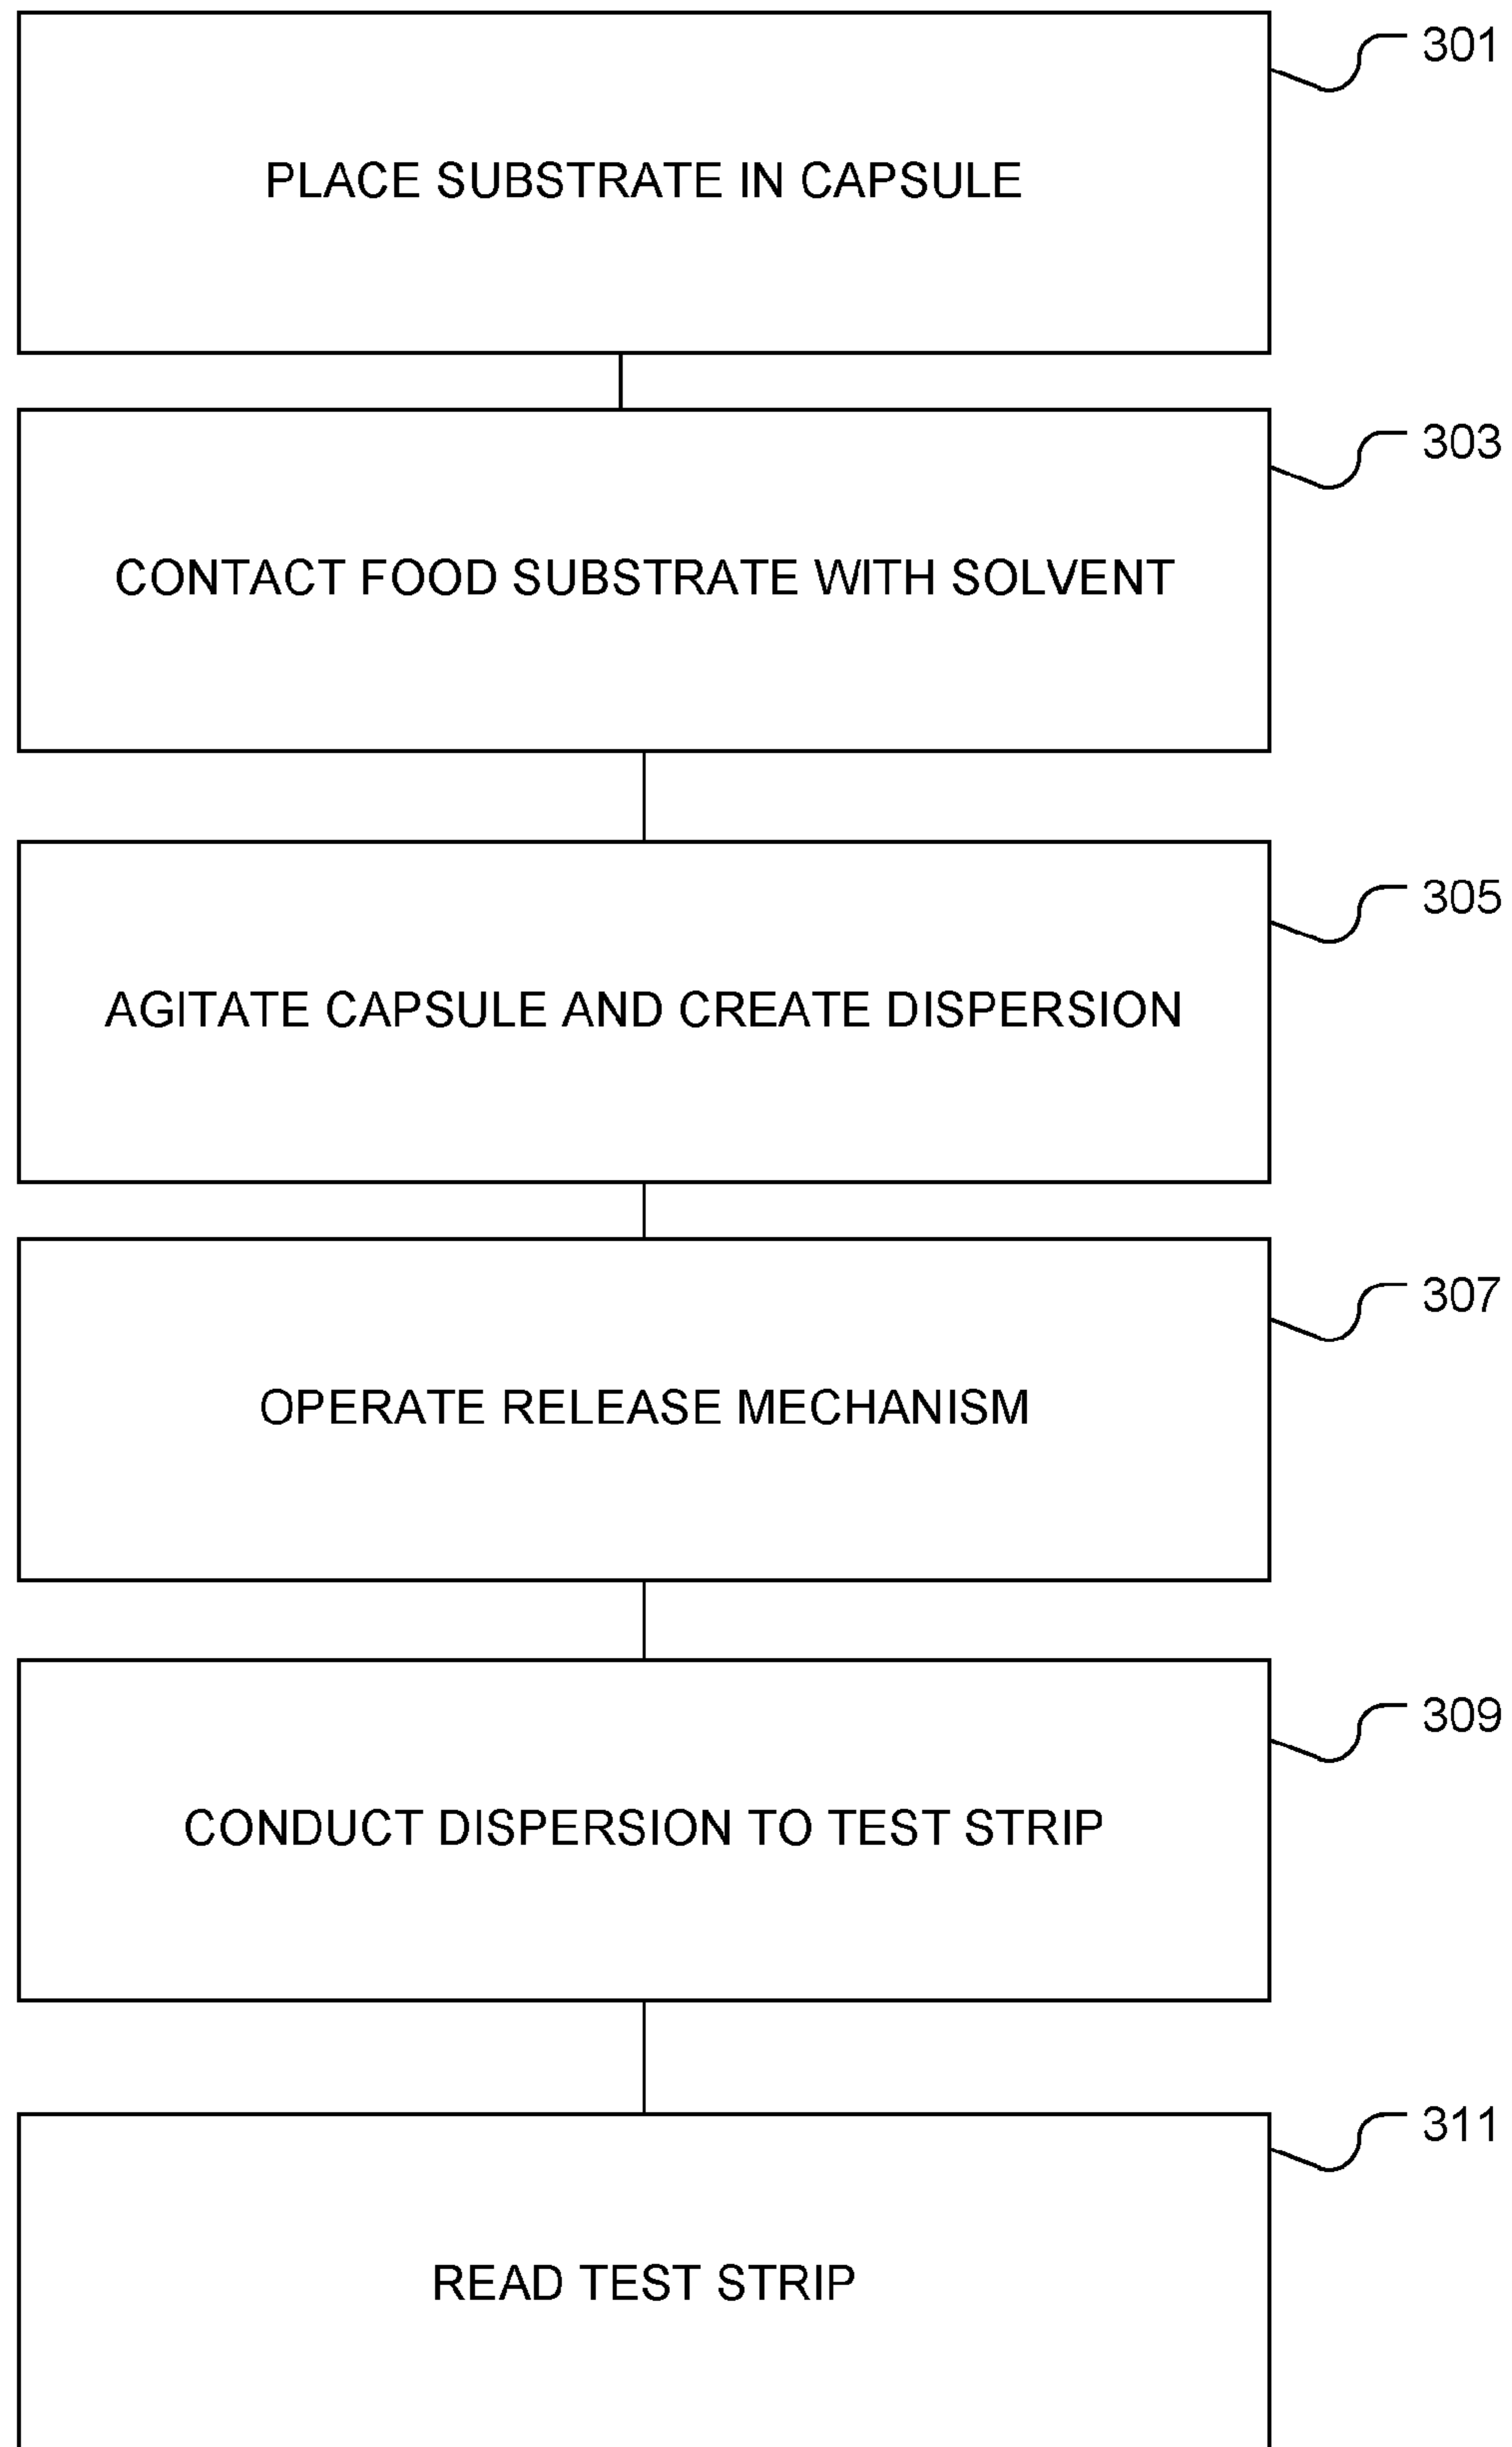 301
PLACE SUBSTRATE IN CAPSULE
303
CONTACT FOOD SUBSTRATE WITH SOLVENT
305
AGITATE CAPSULE AND CREATE DISPERSION
307
OPERATE RELEASE MECHANISM
309
CONDUCT DISPERSION TO TEST STRIP
311
READ TEST STRIP